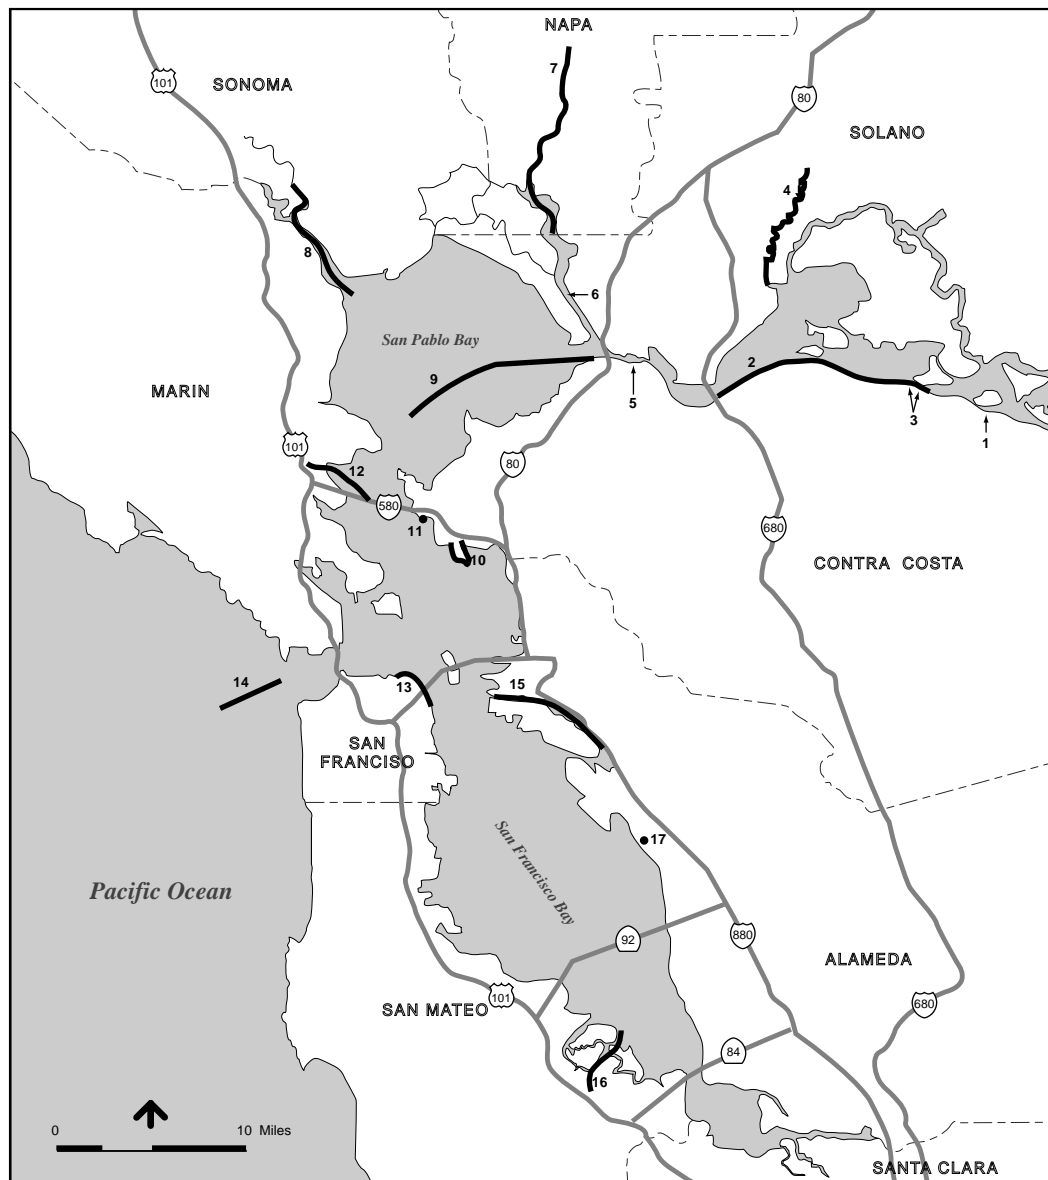 NAPA
7
101
SONOMA
80
SOLANO
4
8
6
San Pablo Bay
2
9
MARIN
5
3
1
101
12
80
580
11
680
10
CONTRA COSTA
14
13
15
SAN
FRANCISO
17
San Francisco Bay
Pacific Ocean
92
880
ALAMEDA
101
SAN MATEO
680
84
16
0 10 Miles
SANTA CLARA